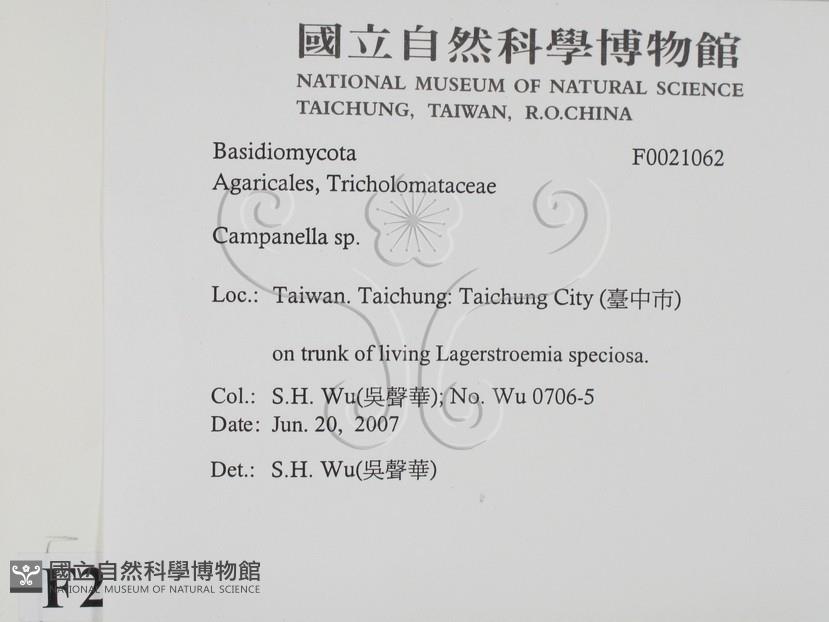 國立自然科學博物館
NATIONAL MUSEUM OF NATURAL SCIENCE
TAICHUNG, TAIWAN, R.O.CHINA
Basidiomycota F0021062
Agaricales, Tricholomataceae
Campanella sp.
Loc.: Taiwan. Taichung: Taichung City (臺中市)
on trunk of living Lagerstroemia speciosa.
Col.: S.H. Wu(吳聲華); No. Wu 0706-5
Date: Jun. 20, 2007
Det.: S.H. Wu(吳聲華)
F2
國立自然科學博物館
NATIONAL MUSEUM OF NATURAL SCIENCE